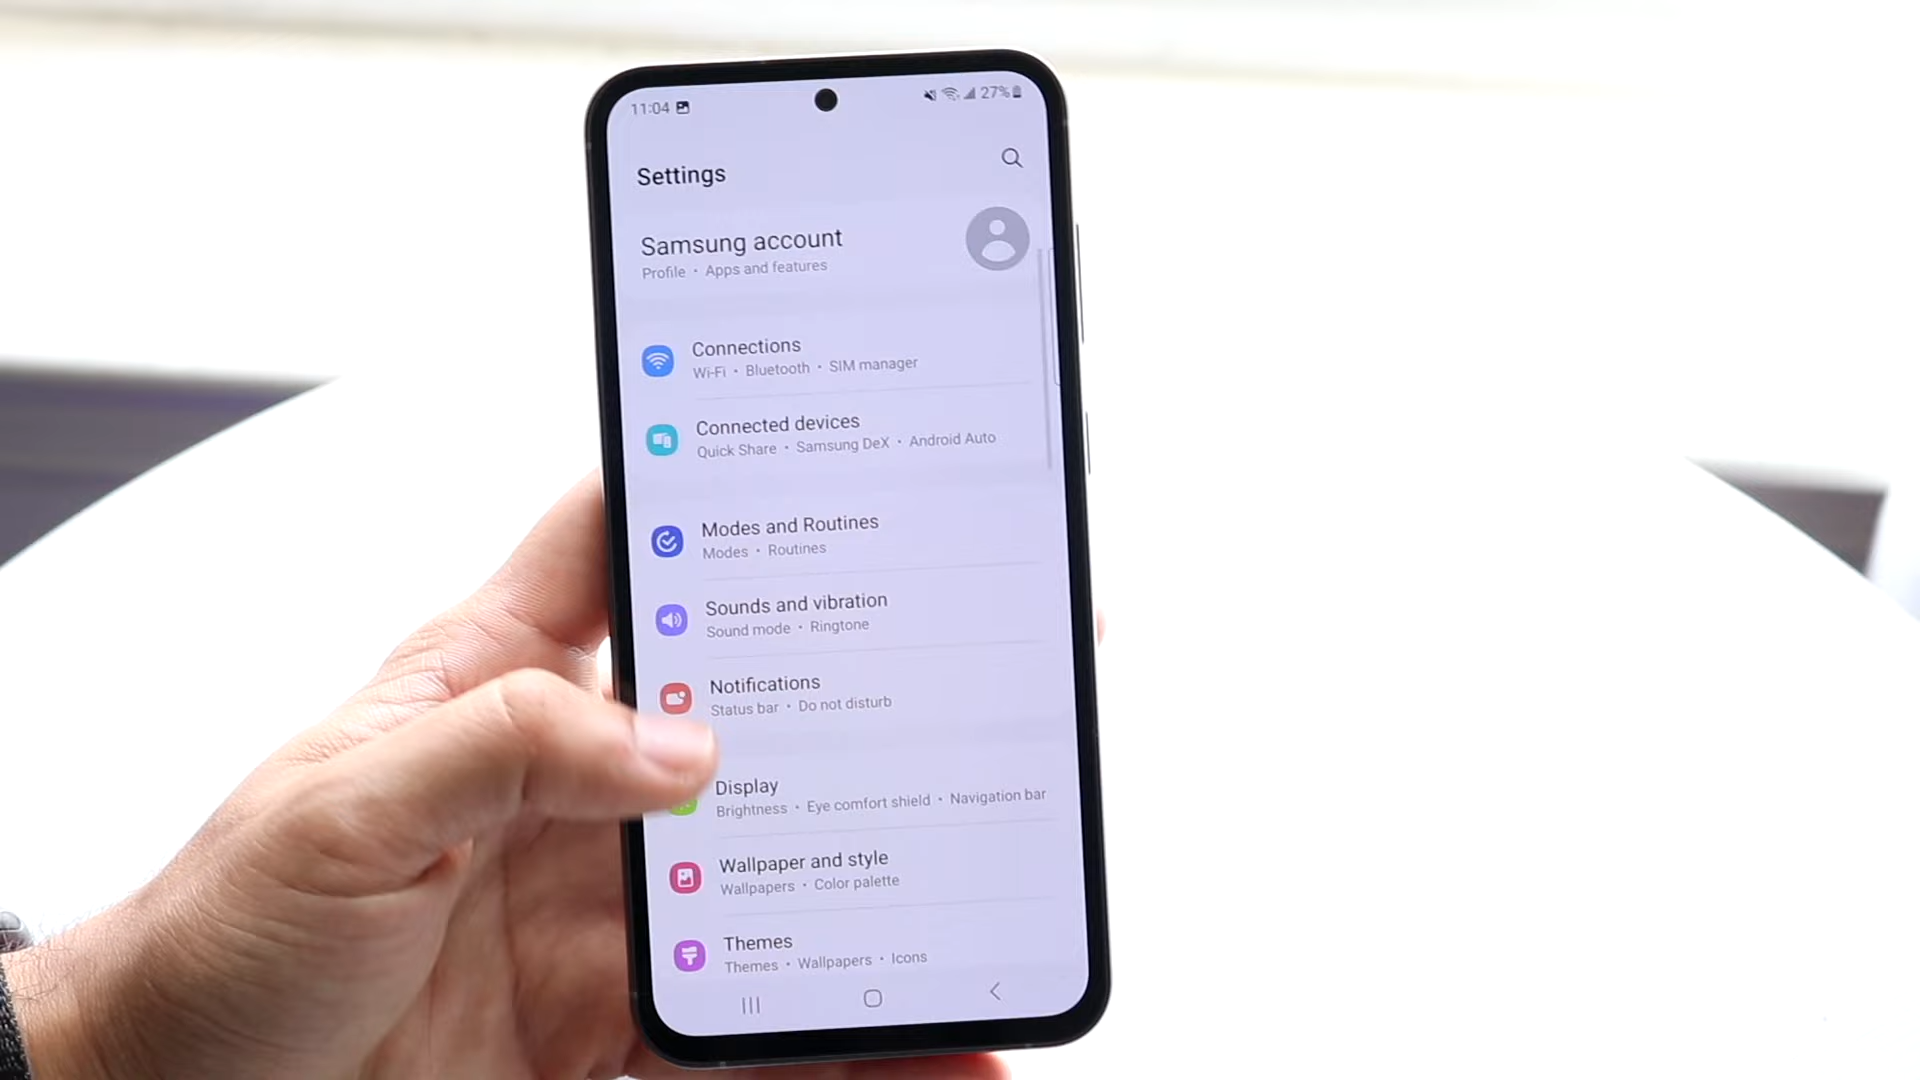 11:04
27%
Settings
Samsung account
Profile • Apps and features
Connections
Wi-Fi • Bluetooth • SIM manager
Connected devices
Quick Share • Samsung DeX • Android Auto
Modes and Routines
Modes • Routines
Sounds and vibration
Sound mode • Ringtone
Notifications
Status bar • Do not disturb
Display
Brightness • Eye comfort shield • Navigation bar
Wallpaper and style
Wallpapers • Color palette
Themes
Themes • Wallpapers • Icons